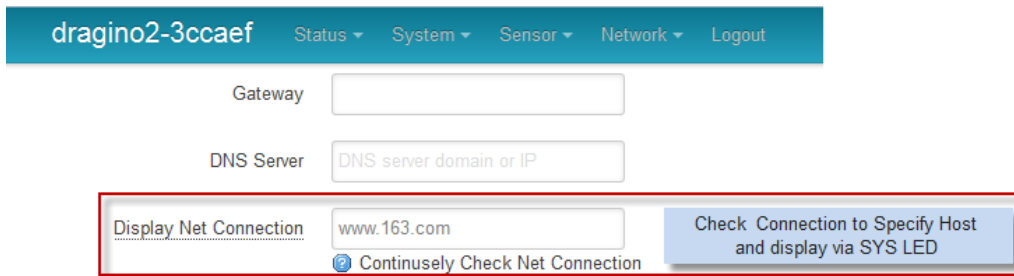 dragino2-3ccaef Status System Sensor Network Logout
Gateway
DNS Server DNS server domain or IP
Display Net Connection www.163.com Check Connection to Specify Host
and display via SYS LED
Continusely Check Net Connection